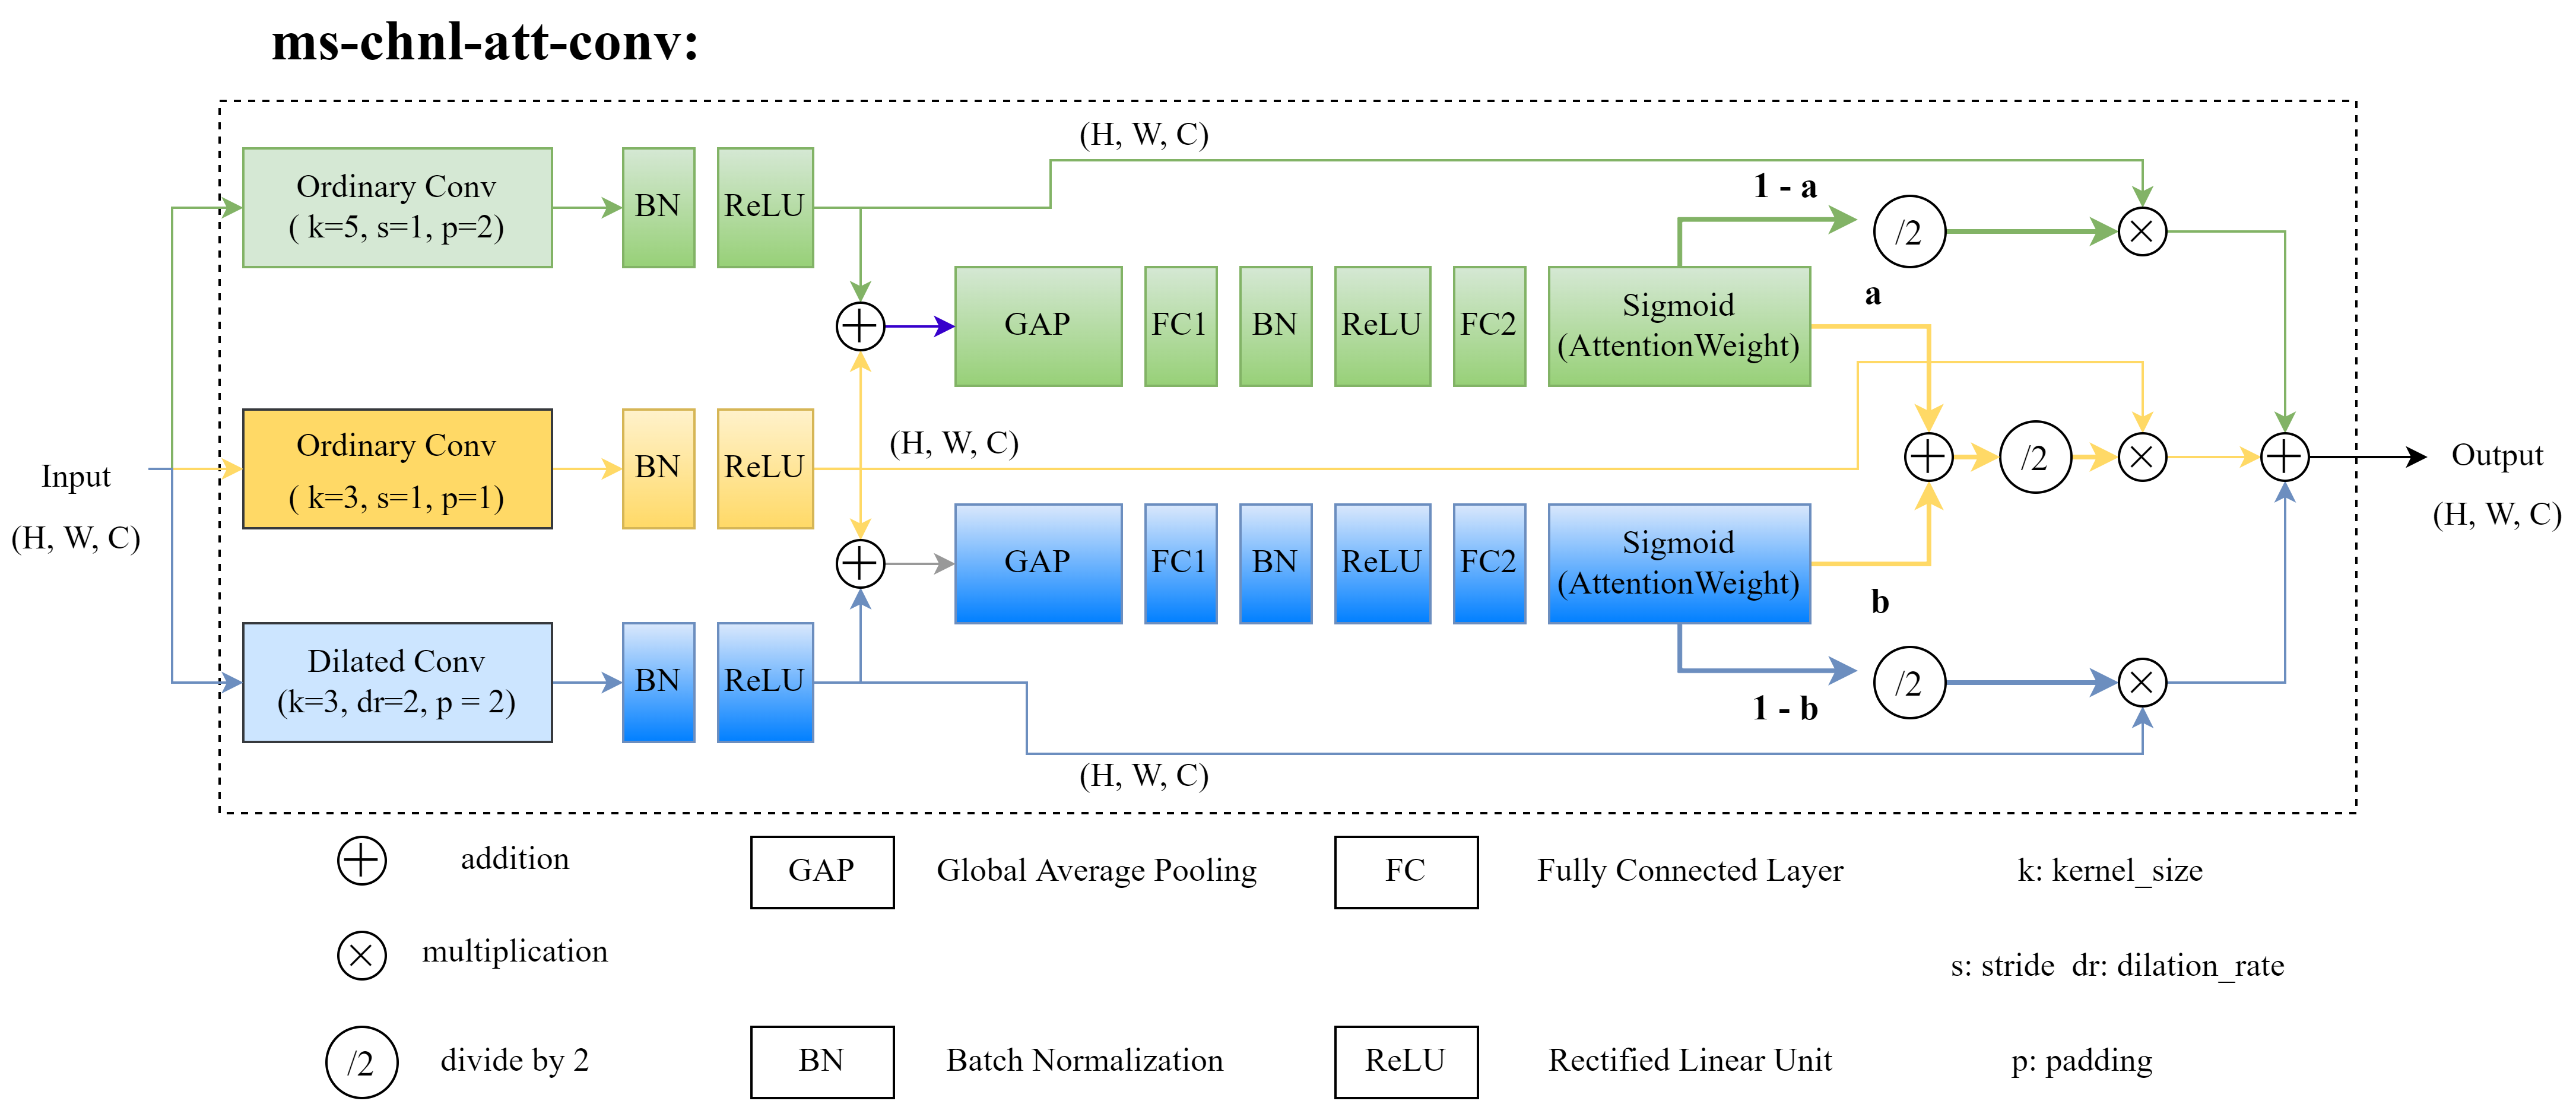 ms-chnl-att-conv:
(H, W, C)
Ordinary Conv
( k=5, s=1, p=2)
BN
ReLU
1 - a
/2
a
GAP
FC1
BN
ReLU
FC2
Sigmoid
(AttentionWeight)
Input
(H, W, C)
Ordinary Conv
( k=3, s=1, p=1)
BN
ReLU
(H, W, C)
/2
Output
(H, W, C)
GAP
FC1
BN
ReLU
FC2
Sigmoid
(AttentionWeight)
b
Dilated Conv
(k=3, dr=2, p = 2)
BN
ReLU
1 - b
/2
(H, W, C)
addition
GAP
Global Average Pooling
FC
Fully Connected Layer
k: kernel_size
multiplication
s: stride dr: dilation_rate
/2
divide by 2
BN
Batch Normalization
ReLU
Rectified Linear Unit
p: padding